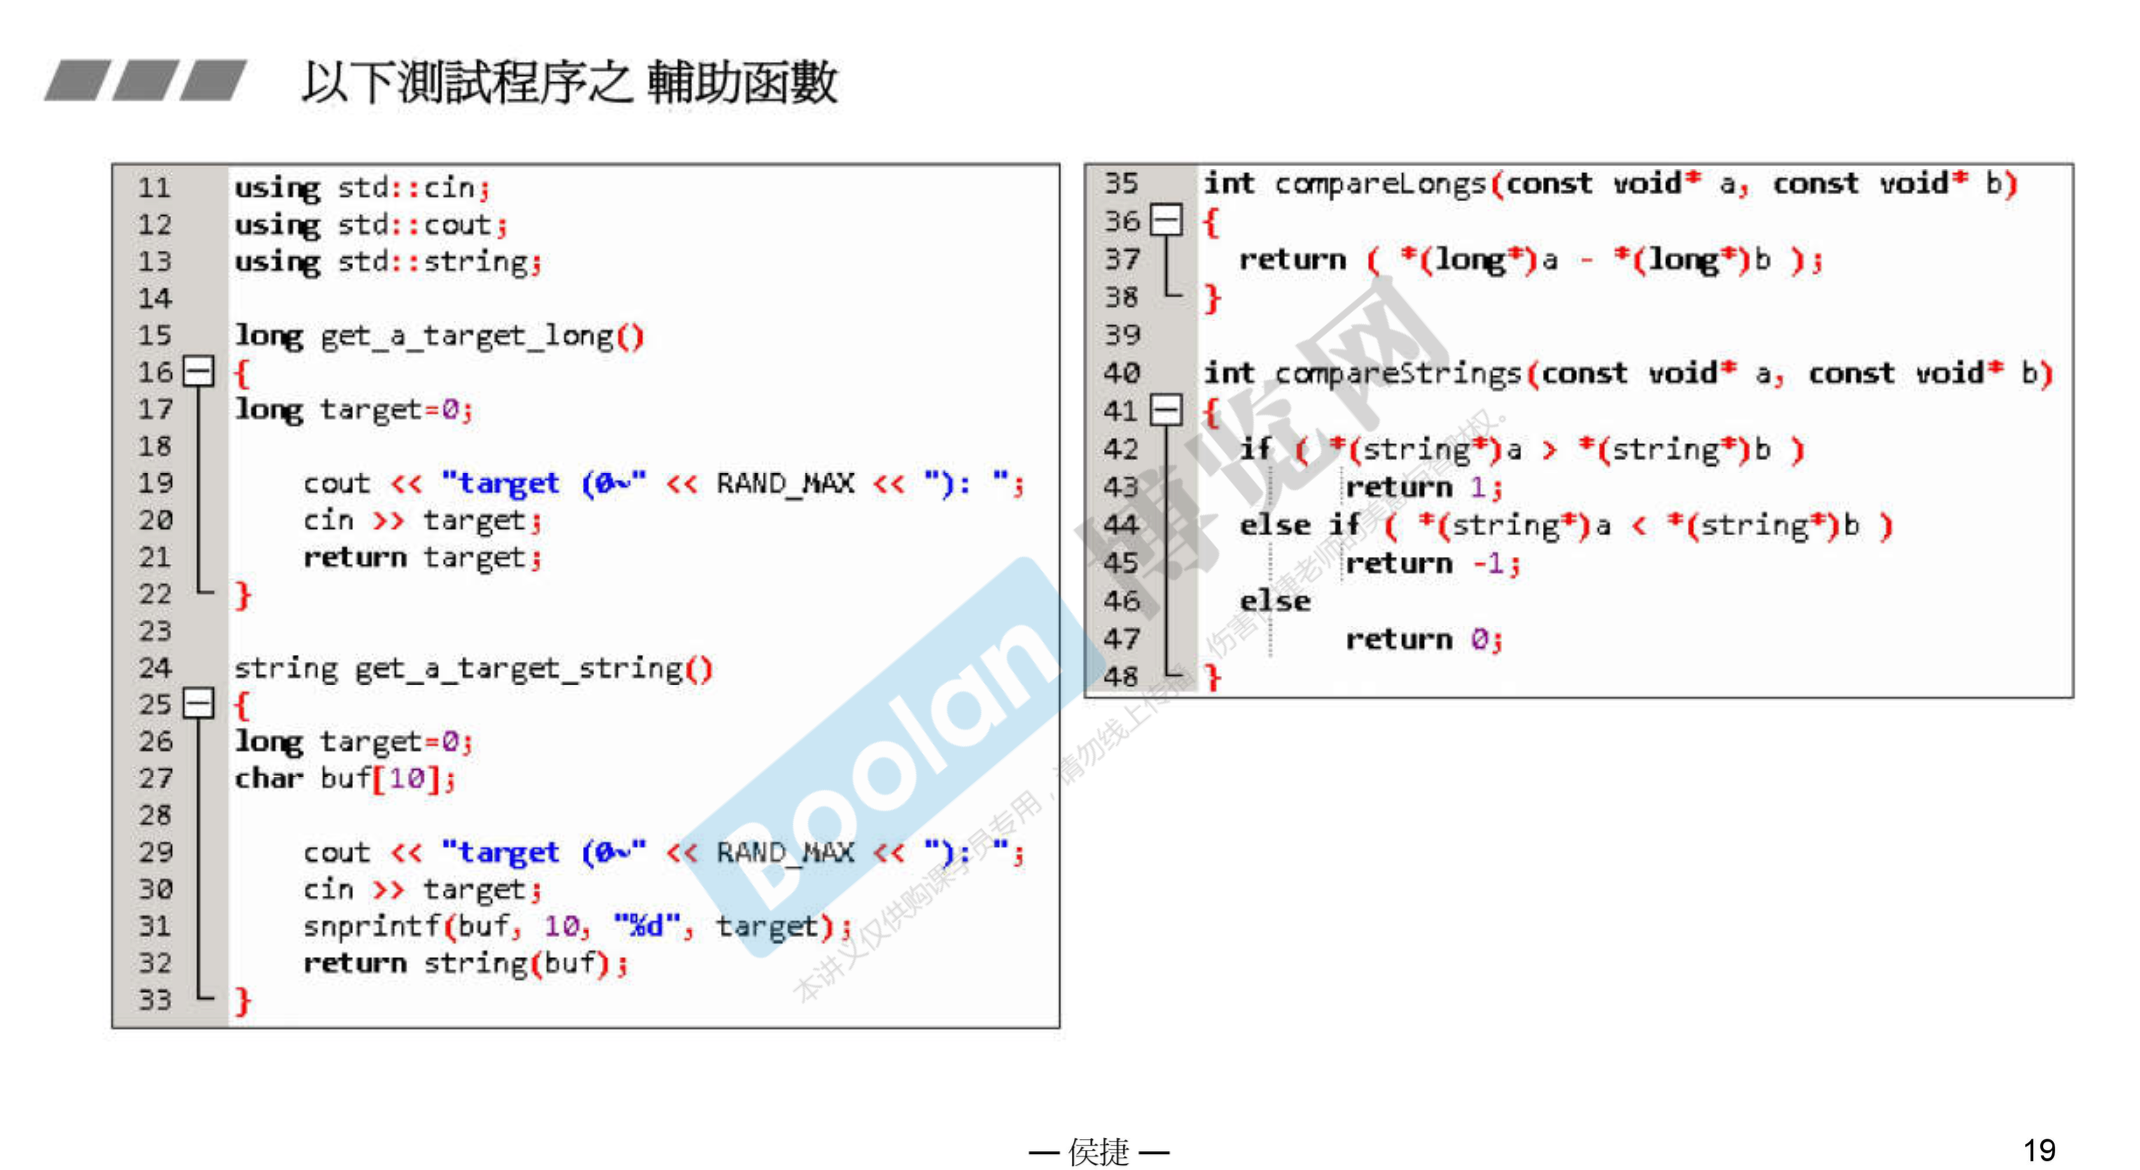 以下測試程序之 輔助函數
11 using std::cin;
12 using std::cout;
13 using std::string;
14
15 long get_a_target_long()
16 {
17 long target=0;
18
19 cout << "target (0~" << RAND_MAX << "): ";
20 cin >> target;
21 return target;
22 }
23
24 string get_a_target_string()
25 {
26 long target=0;
27 char buf[10];
28
29 cout << "target (0~" << RAND_MAX << "): ";
30 cin >> target;
31 snprintf(buf, 10, "%d", target);
32 return string(buf);
33 }
35 int compareLongs(const void* a, const void* b)
36 {
37 return ( *(long*)a - *(long*)b );
38 }
39
40 int compareStrings(const void* a, const void* b)
41 {
42 if ( *(string*)a > *(string*)b )
43 return 1;
44 else if ( *(string*)a < *(string*)b )
45 return -1;
46 else
47 return 0;
48 }
Boolan 博览网
本讲义仅供购课学员专用，请勿线上传播
— 侯捷 —
19